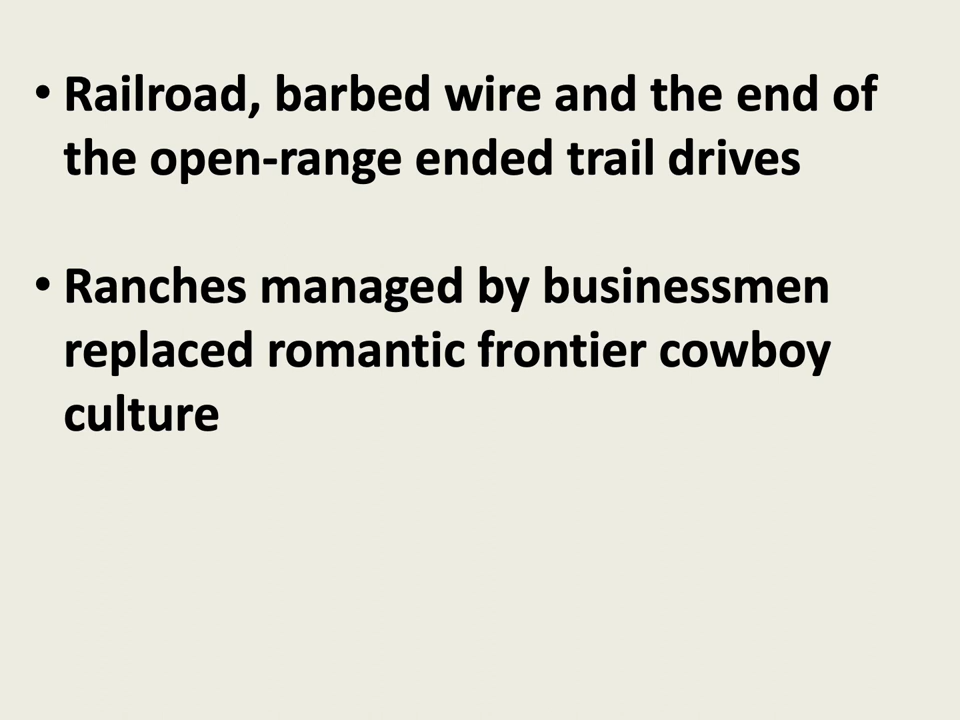 • Railroad, barbed wire and the end of
the open-range ended trail drives
• Ranches managed by businessmen
replaced romantic frontier cowboy
culture